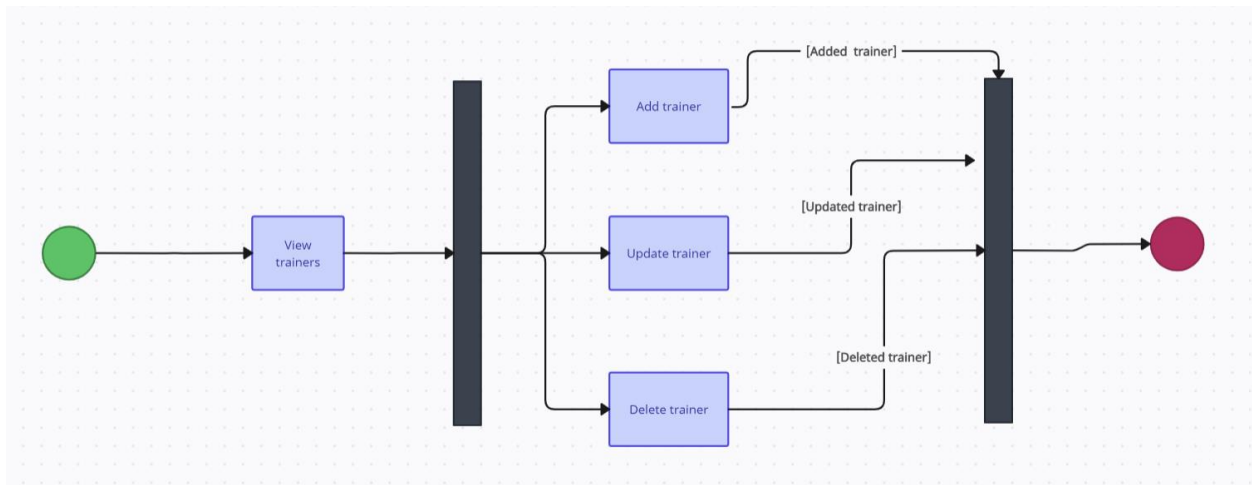 [Added  trainer]
Add trainer
[Updated trainer]
View
trainers
Update trainer
[Deleted trainer]
Delete trainer